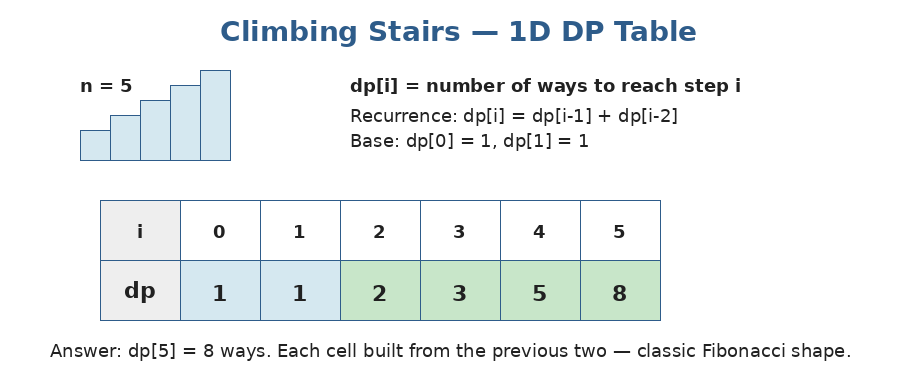 Climbing Stairs — 1D DP Table
n = 5
dp[i] = number of ways to reach step i
Recurrence: dp[i] = dp[i-1] + dp[i-2]
Base: dp[0] = 1, dp[1] = 1
i 0 1 2 3 4 5
dp 1 1 2 3 5 8
Answer: dp[5] = 8 ways. Each cell built from the previous two — classic Fibonacci shape.